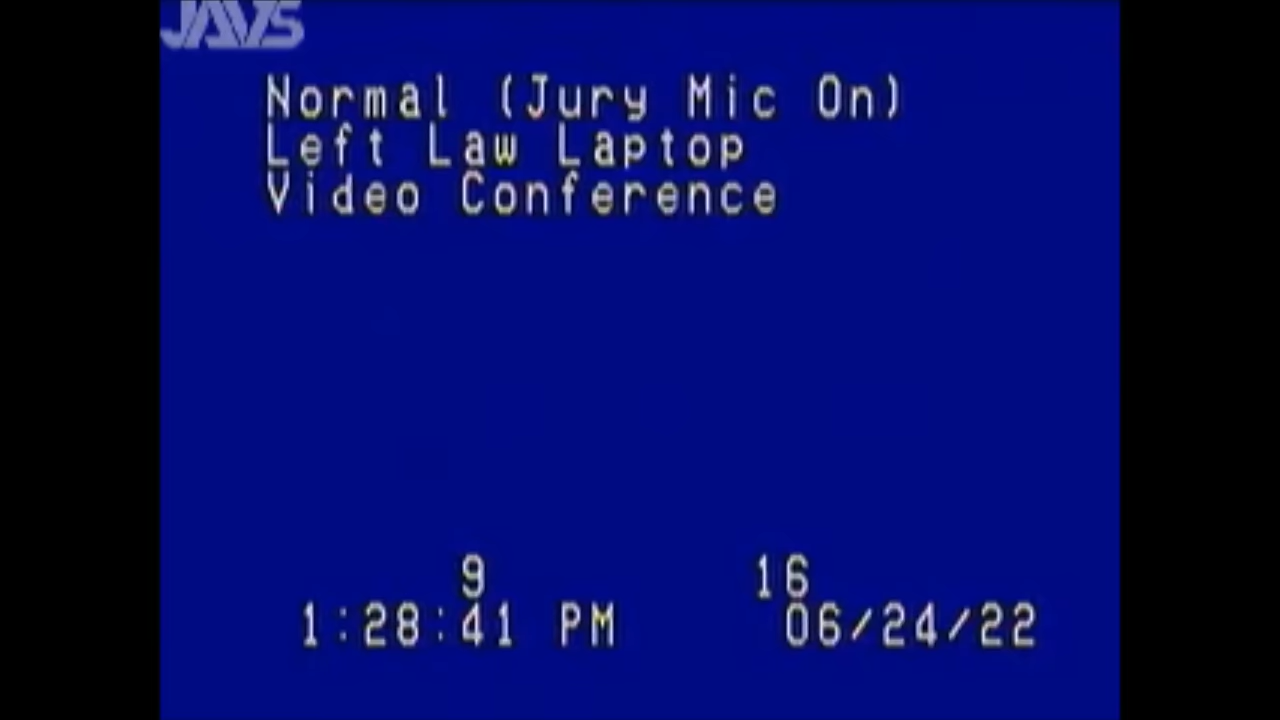 JAVS
Normal (Jury Mic On)
Left Law Laptop
Video Conference
9 16
1:28:41 PM 06/24/22